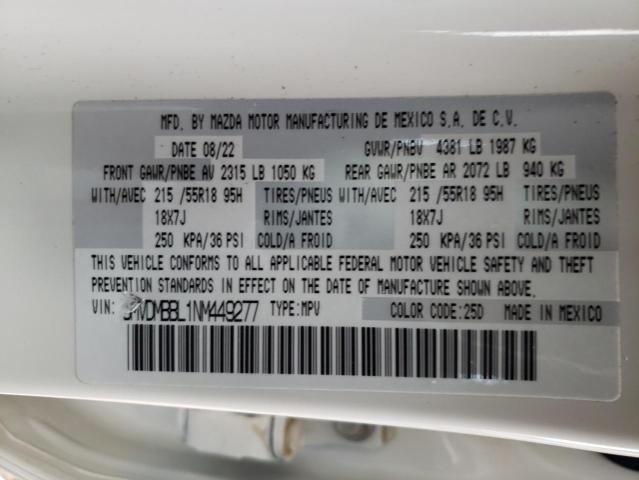 MFD. BY MAZDA MOTOR MANUFACTURING DE MEXICO S.A. DE C.V.
DATE 08/22 GVWR/PNBV 4381 LB 1987 KG
FRONT GAWR/PNBE AV 2315 LB 1050 KG REAR GAWR/PNBE AR 2072 LB 940 KG
WITH/AVEC 215 /55R18 95H TIRES/PNEUS WITH/AVEC 215 /55R18 95H TIRES/PNEUS
18X7J RIMS/JANTES 18X7J RIMS/JANTES
250 KPA/36 PSI COLD/A FROID 250 KPA/36 PSI COLD/A FROID
THIS VEHICLE CONFORMS TO ALL APPLICABLE FEDERAL MOTOR VEHICLE SAFETY AND THEFT
PREVENTION STANDARDS IN EFFECT ON THE DATE OF MANUFACTURE SHOWN ABOVE.
VIN: TYPE:MPV COLOR CODE:25D MADE IN MEXICO